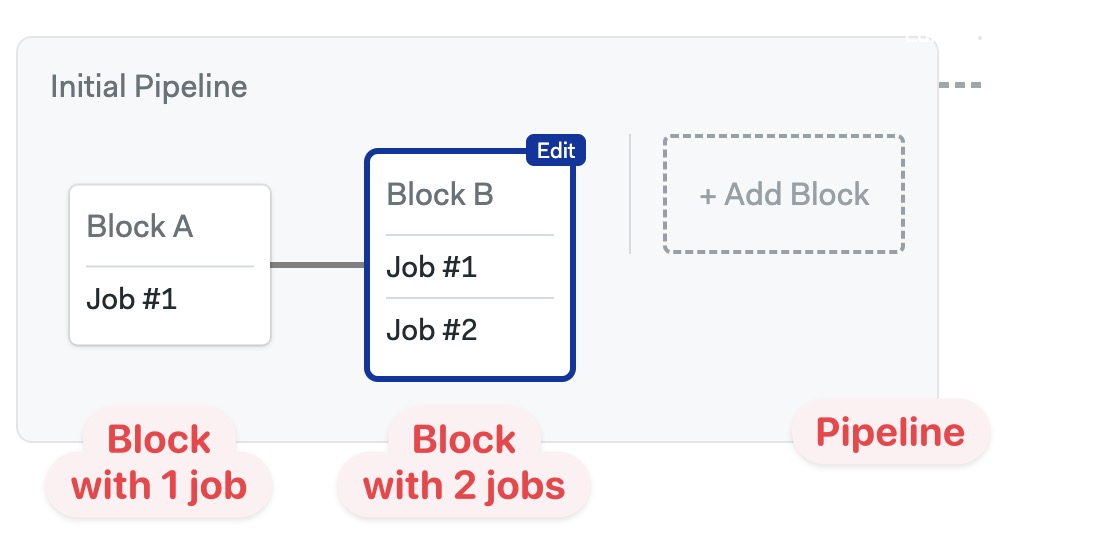 Initial Pipeline
Edit
Block A
Job #1
Block B
Job #1
Job #2
+ Add Block
Block
with 1 job
Block
with 2 jobs
Pipeline